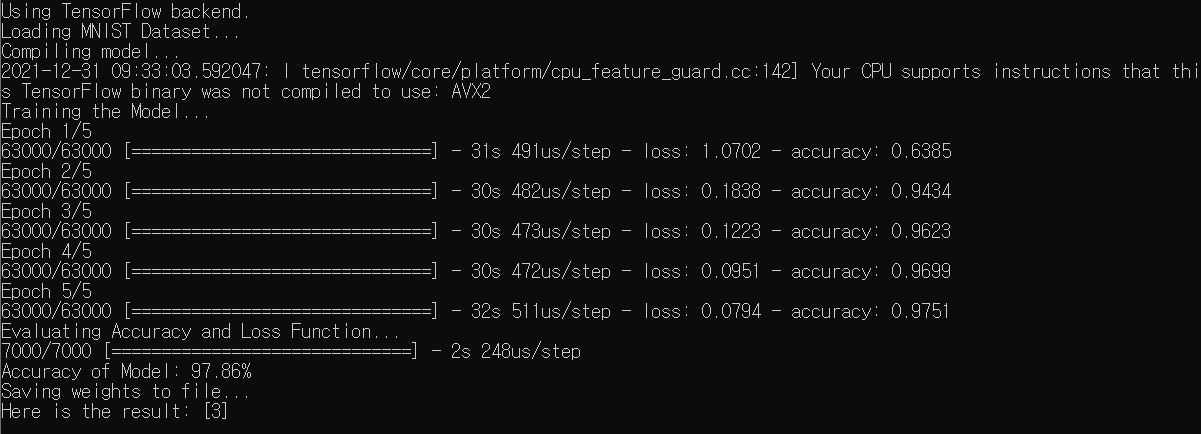 Using TensorFlow backend.
Loading MNIST Dataset...
Compiling model...
2021-12-31 09:33:03.592047: I tensorflow/core/platform/cpu_feature_guard.cc:142] Your CPU supports instructions that thi
s TensorFlow binary was not compiled to use: AVX2
Training the Model...
Epoch 1/5
63000/63000 [==============================] - 31s 491us/step - loss: 1.0702 - accuracy: 0.6385
Epoch 2/5
63000/63000 [==============================] - 30s 482us/step - loss: 0.1838 - accuracy: 0.9434
Epoch 3/5
63000/63000 [==============================] - 30s 473us/step - loss: 0.1223 - accuracy: 0.9623
Epoch 4/5
63000/63000 [==============================] - 30s 472us/step - loss: 0.0951 - accuracy: 0.9699
Epoch 5/5
63000/63000 [==============================] - 32s 511us/step - loss: 0.0794 - accuracy: 0.9751
Evaluating Accuracy and Loss Function...
7000/7000 [==============================] - 2s 248us/step
Accuracy of Model: 97.86%
Saving weights to file...
Here is the result: [3]